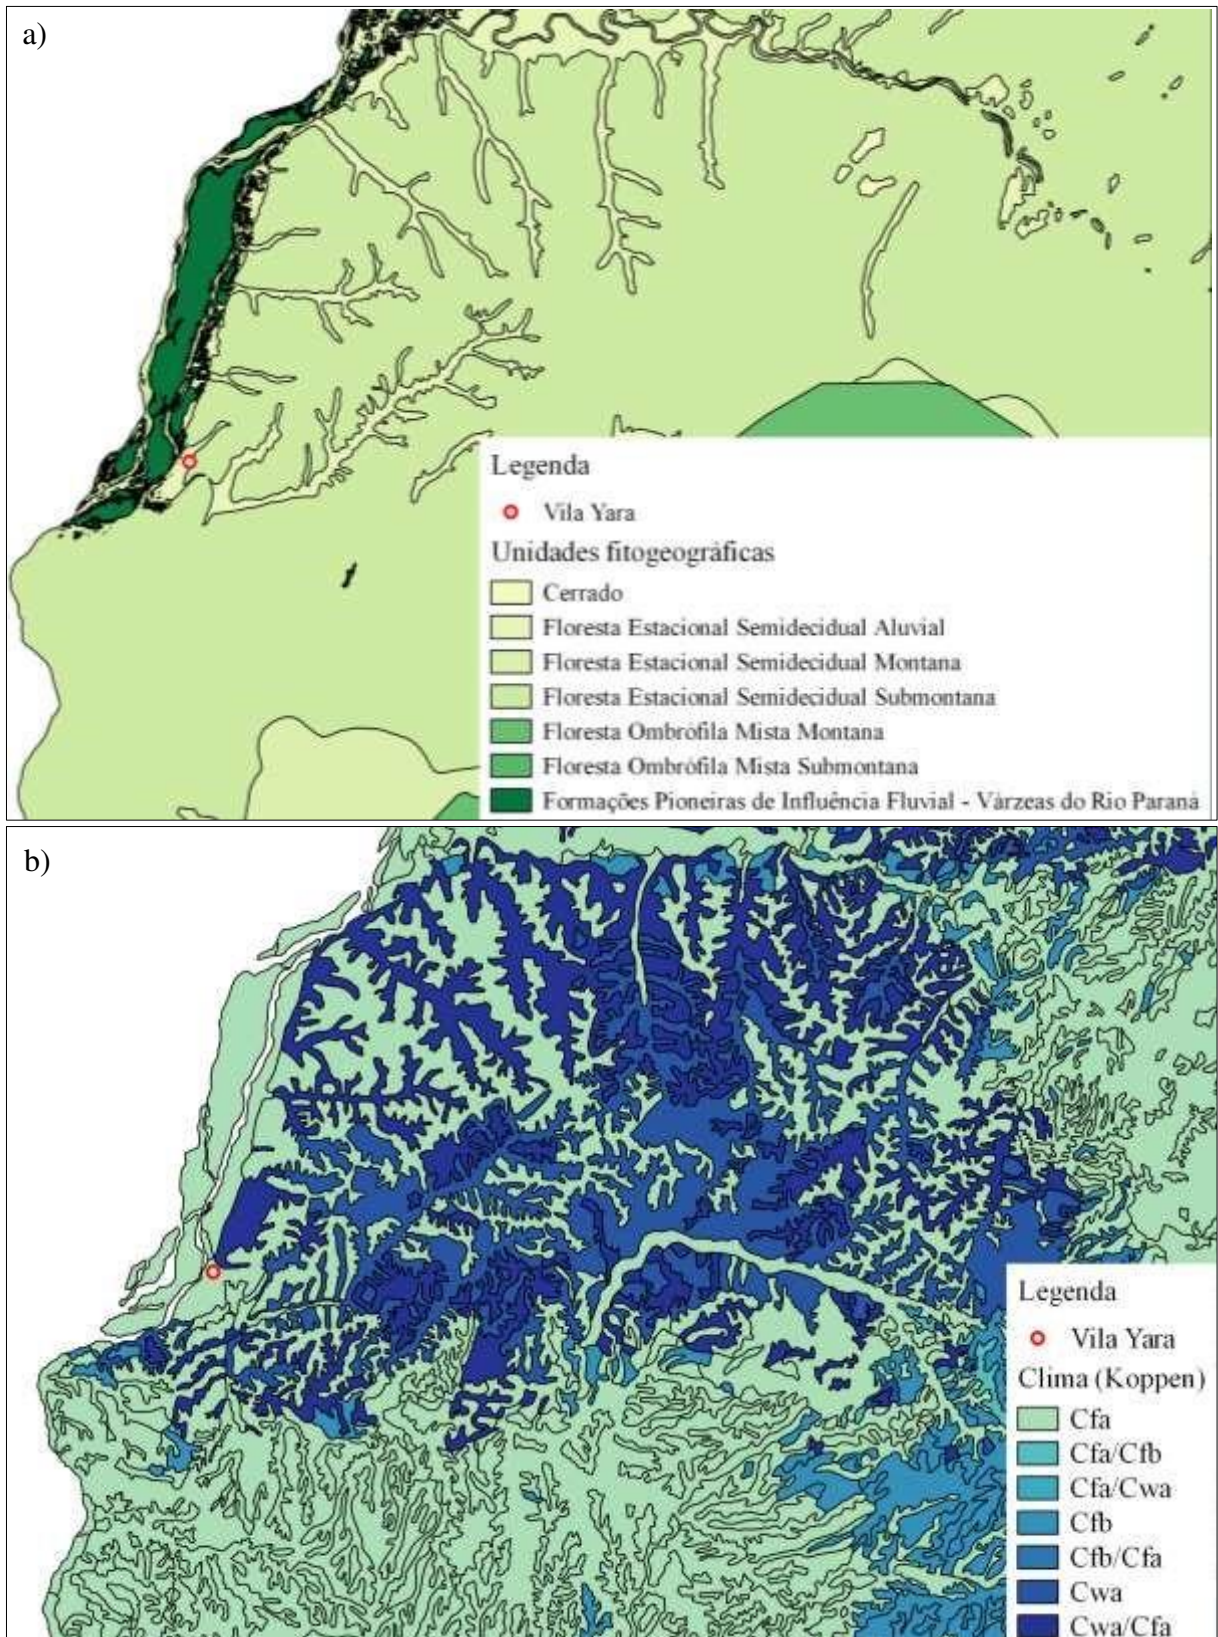 a)
Legenda
Vila Yara
Unidades fitogeográficas
Cerrado
Floresta Estacional Semidecidual Aluvial
Floresta Estacional Semidecidual Montana
Floresta Estacional Semidecidual Submontana
Floresta Ombrófila Mista Montana
Floresta Ombrófila Mista Submontana
Formações Pioneiras de Influência Fluvial - Várzeas do Rio Paraná
b)
Legenda
Vila Yara
Clima (Koppen)
Cfa
Cfa/Cfb
Cfa/Cwa
Cfb
Cfb/Cfa
Cwa
Cwa/Cfa